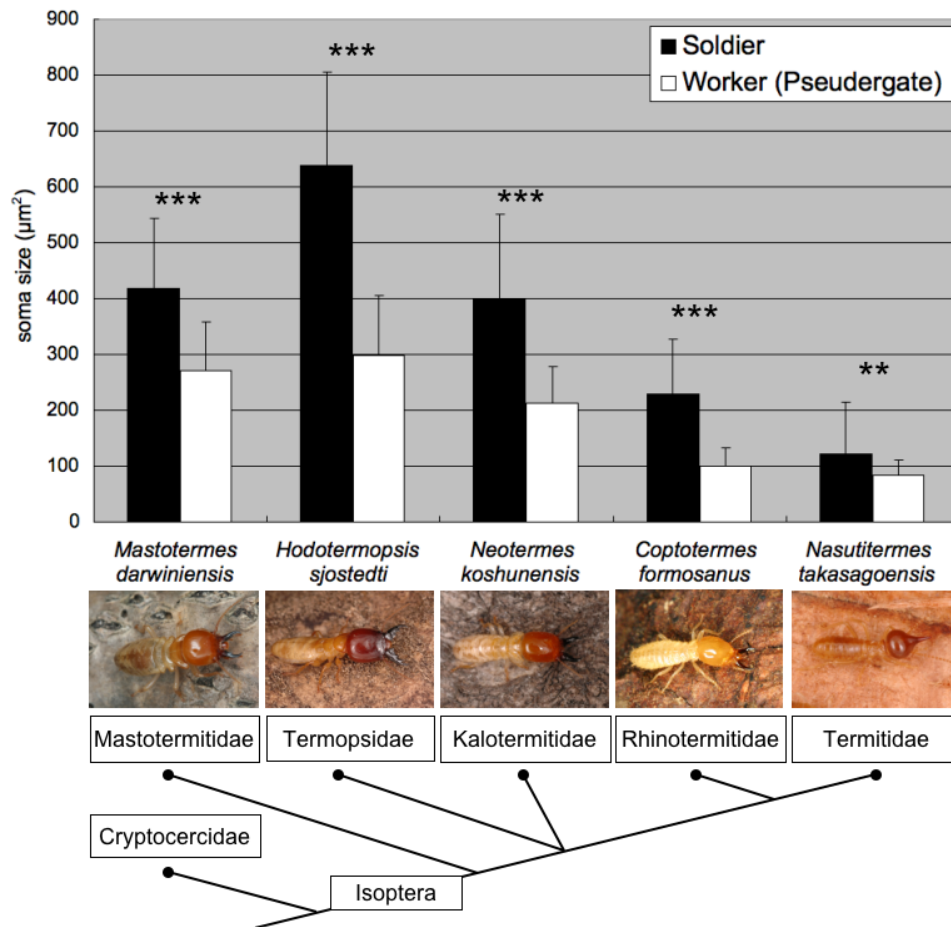 900
800
700
600
500
400
300
200
100
0
soma size (µm²)
Soldier
Worker (Pseudergate)
***
***
***
***
**
Mastotermes
darwiniensis
Hodotermopsis
sjostedti
Neotermes
koshunensis
Coptotermes
formosanus
Nasutitermes
takasagoensis
Mastotermitidae
Termopsidae
Kalotermitidae
Rhinotermitidae
Termitidae
Cryptocercidae
Isoptera